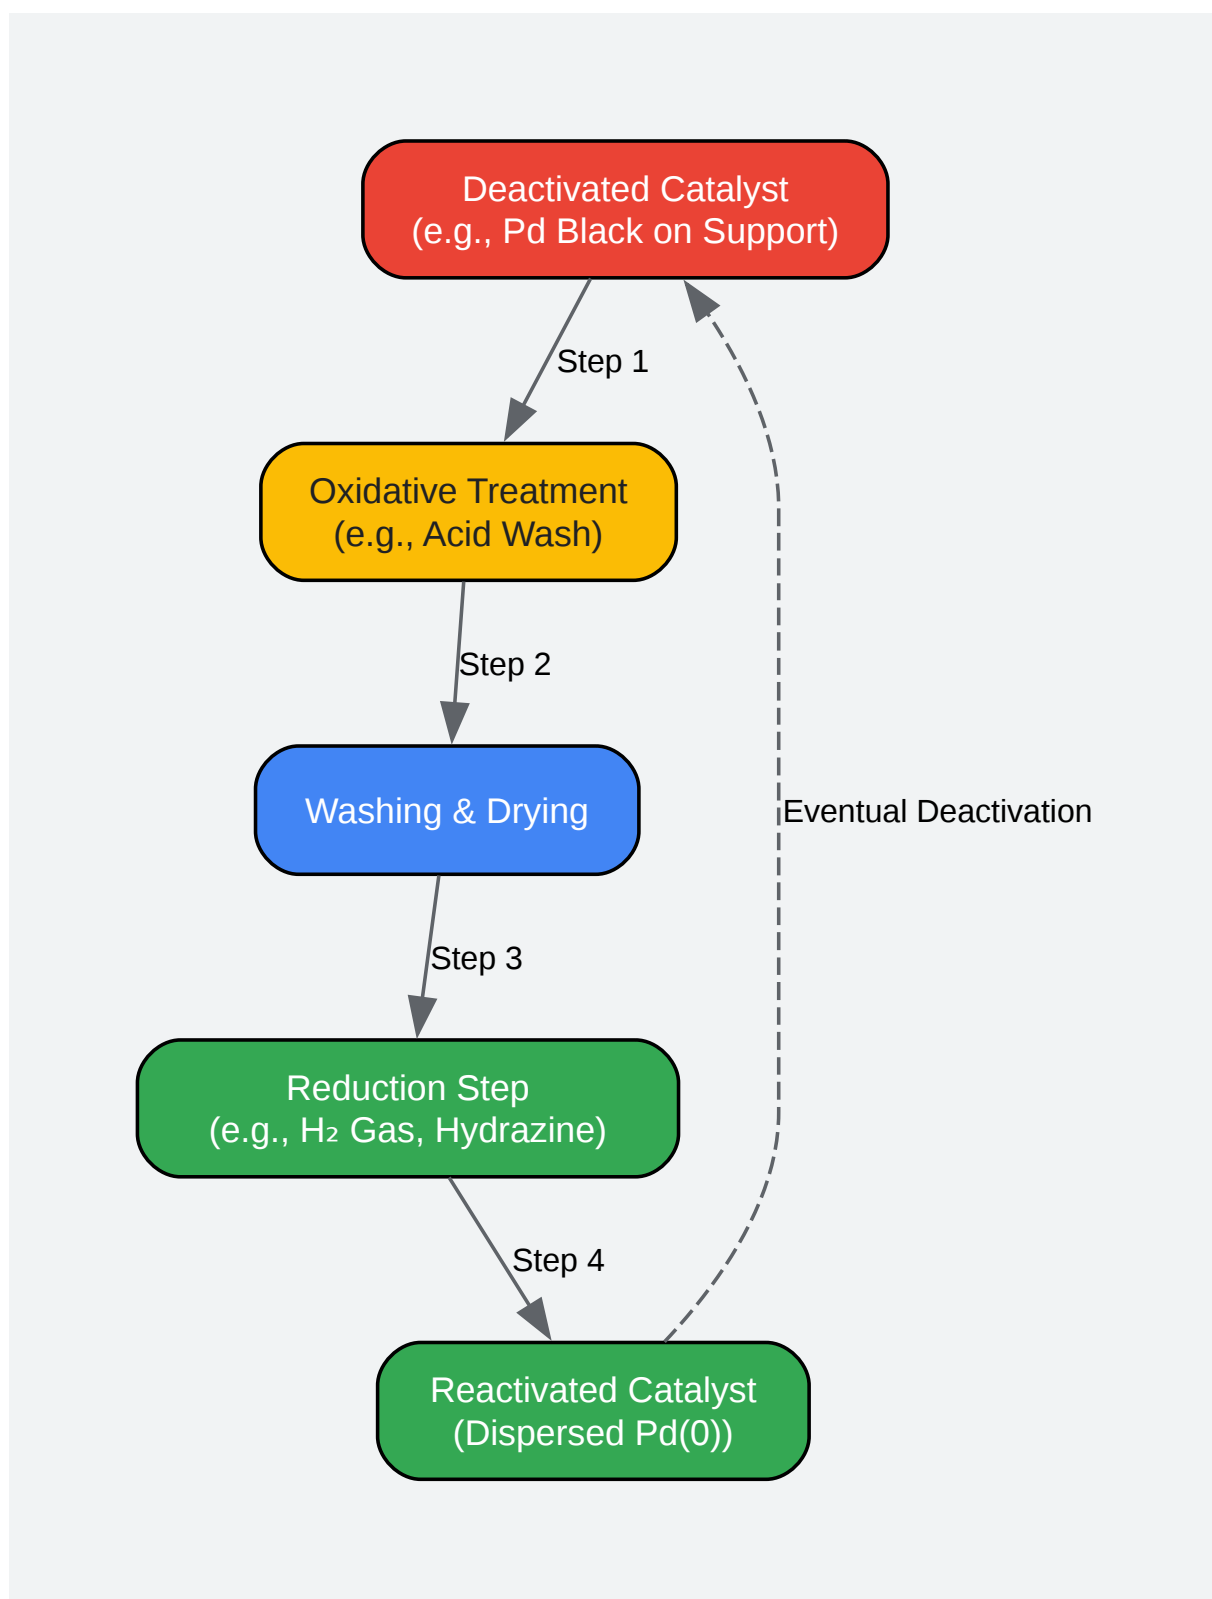 Deactivated Catalyst
(e.g., Pd Black on Support)
Step 1
Oxidative Treatment
(e.g., Acid Wash)
Step 2
Washing & Drying
Eventual Deactivation
Step 3
Reduction Step
(e.g., H₂ Gas, Hydrazine)
Step 4
Reactivated Catalyst
(Dispersed Pd(0))